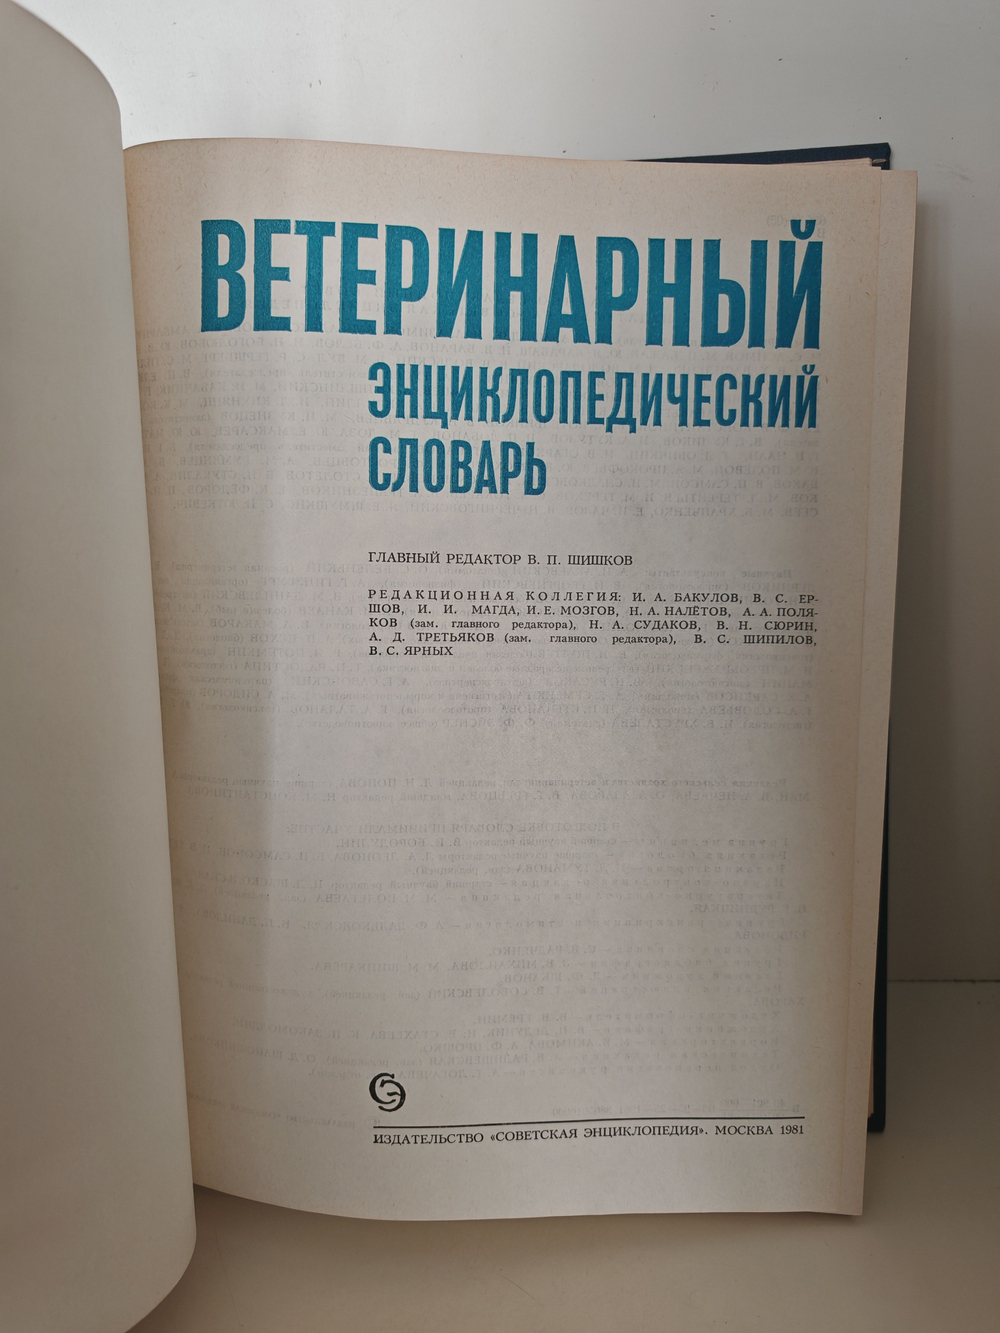 ВЕТЕРИНАРНЫЙ
ЭНЦИКЛОПЕДИЧЕСКИЙ
СЛОВАРЬ
ГЛАВНЫЙ РЕДАКТОР В. П. ШИШКОВ
РЕДАКЦИОННАЯ КОЛЛЕГИЯ: И. А. БАКУЛОВ, В. С. ЕР-
ШОВ, И. И. МАГДА, И. Е. МОЗГОВ, Н. А. НАЛЁТОВ, А. А. ПОЛЯ-
КОВ (зам. главного редактора), Н. А. СУДАКОВ, В. Н. СЮРИН,
А. Д. ТРЕТЬЯКОВ (зам. главного редактора), В. С. ШИПИЛОВ,
В. С. ЯРНЫХ
СЭ
ИЗДАТЕЛЬСТВО «СОВЕТСКАЯ ЭНЦИКЛОПЕДИЯ». МОСКВА 1981